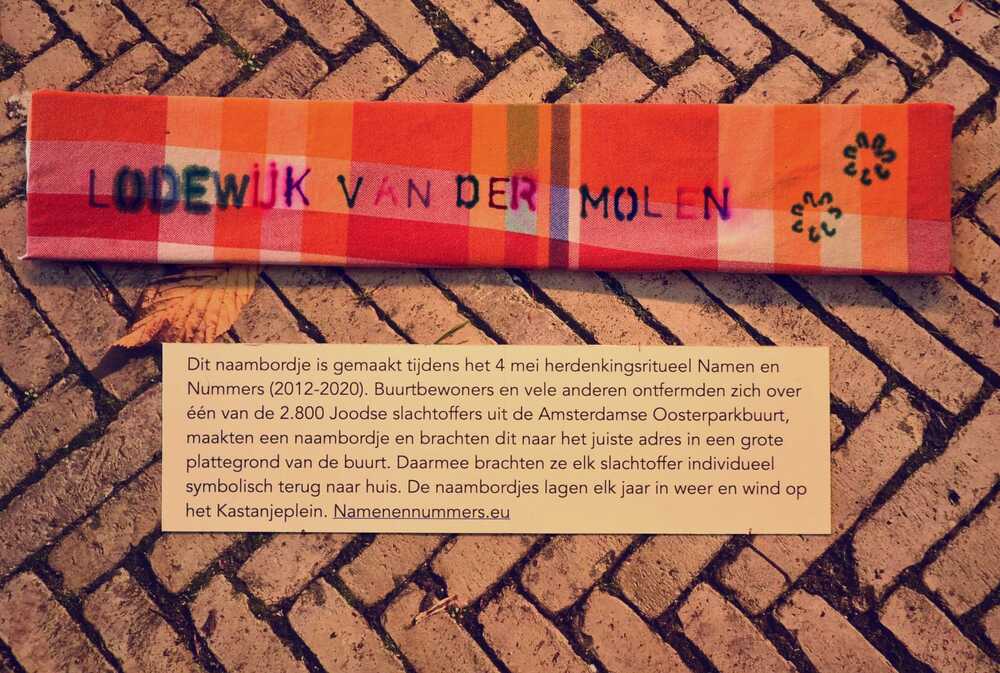 LODEWIJK VAN DER MOLEN
Dit naambordje is gemaakt tijdens het 4 mei herdenkingsritueel Namen en
Nummers (2012-2020). Buurtbewoners en vele anderen ontfermden zich over
één van de 2.800 Joodse slachtoffers uit de Amsterdamse Oosterparkbuurt,
maakten een naambordje en brachten dit naar het juiste adres in een grote
plattegrond van de buurt. Daarmee brachten ze elk slachtoffer individueel
symbolisch terug naar huis. De naambordjes lagen elk jaar in weer en wind op
het Kastanjeplein. Namenennummers.eu